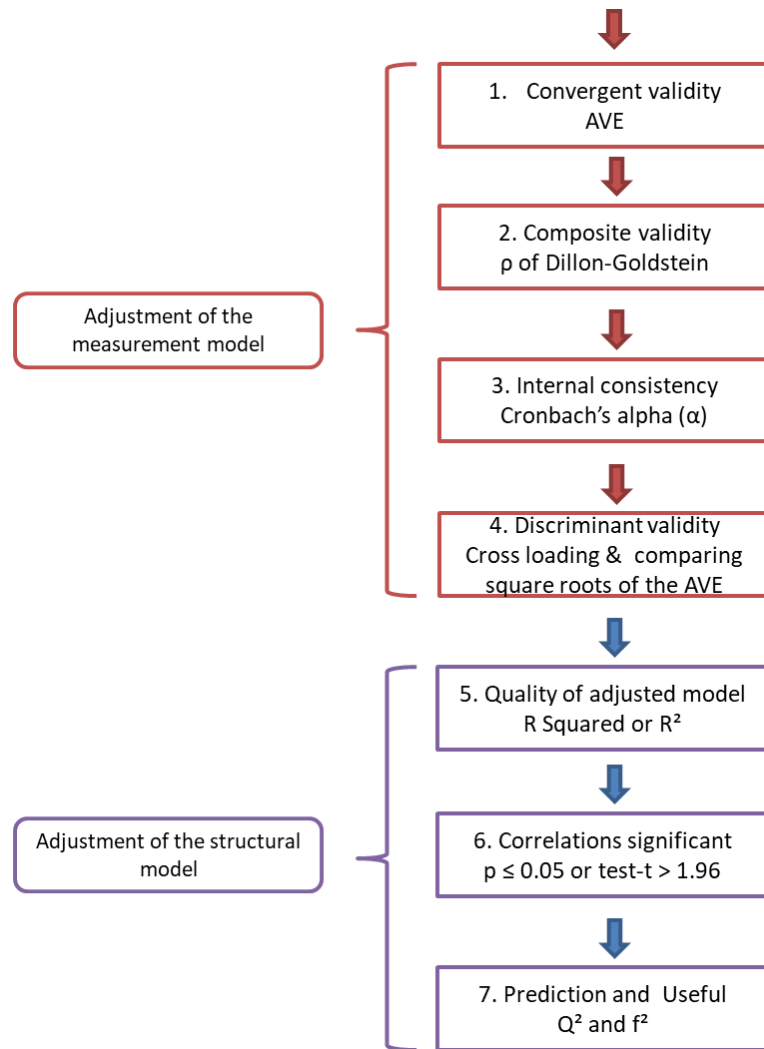 1. Convergent validity
AVE
2. Composite validity
ρ of Dillon-Goldstein
Adjustment of the
measurement model
3. Internal consistency
Cronbach’s alpha (α)
4. Discriminant validity
Cross loading & comparing
square roots of the AVE
5. Quality of adjusted model
R Squared or R²
Adjustment of the structural
model
6. Correlations significant
p ≤ 0.05 or test-t > 1.96
7. Prediction and Useful
Q² and f²